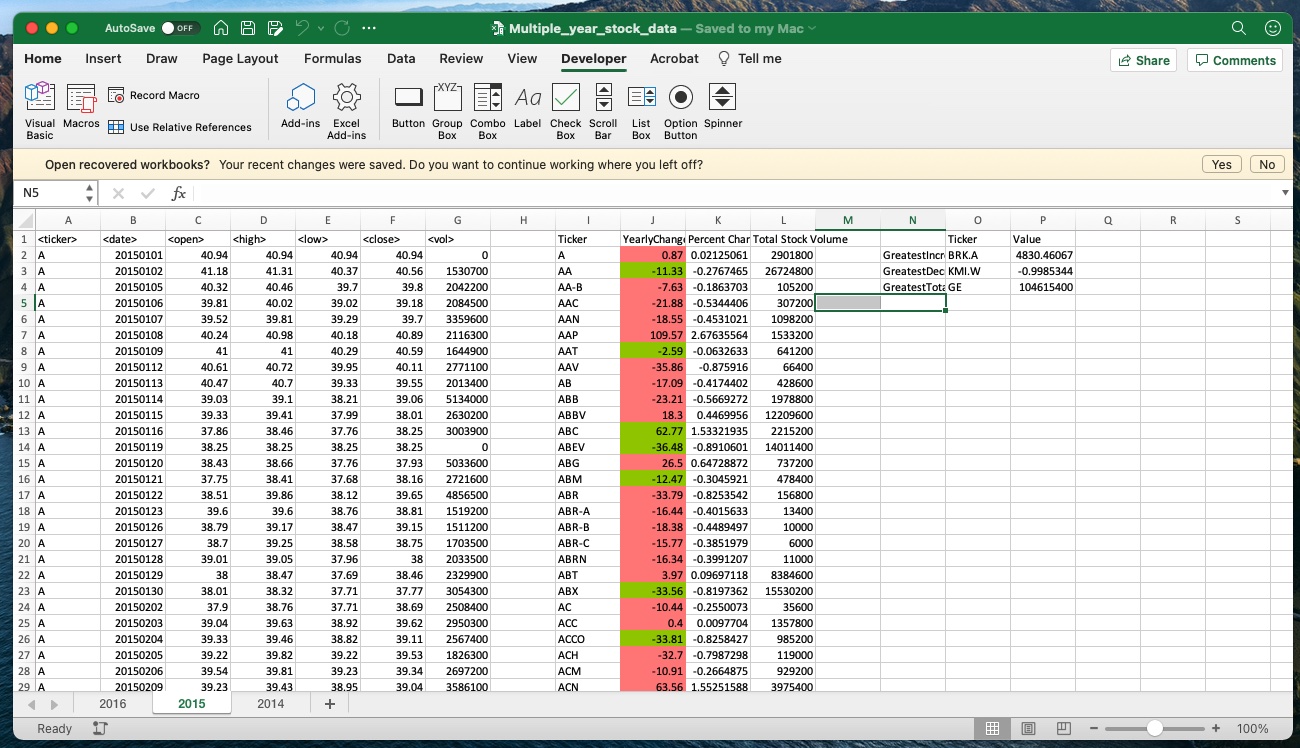 AutoSave OFF Multiple_year_stock_data — Saved to my Mac
Home Insert Draw Page Layout Formulas Data Review View Developer Acrobat Tell me Share Comments
Visual Basic Macros Record Macro Use Relative References Add-ins Excel Add-ins Button XYZ Group Box Combo Box Aa Label Check Box Scroll Bar List Box Option Button Spinner
Open recovered workbooks? Your recent changes were saved. Do you want to continue working where you left off? Yes No
N5 fx
A B C D E F G H I J K L M N O P Q R S
1 <ticker> <date> <open> <high> <low> <close> <vol> Ticker YearlyChange Percent Char Total Stock Volume Ticker Value
2 A 20150101 40.94 40.94 40.94 40.94 0 A 0.87 0.02125061 2901800 GreatestIncr BRK.A 4830.46067
3 A 20150102 41.18 41.31 40.37 40.56 1530700 AA -11.33 -0.2767465 26724800 GreatestDec KMI.W -0.9985344
4 A 20150105 40.32 40.46 39.7 39.8 2042200 AA-B -7.63 -0.1863703 105200 GreatestTota GE 104615400
5 A 20150106 39.81 40.02 39.02 39.18 2084500 AAC -21.88 -0.5344406 307200
6 A 20150107 39.52 39.81 39.29 39.7 3359600 AAN -18.55 -0.4531021 1098200
7 A 20150108 40.24 40.98 40.18 40.89 2116300 AAP 109.57 2.67635564 1533200
8 A 20150109 41 41 40.29 40.59 1644900 AAT -2.59 -0.0632633 641200
9 A 20150112 40.61 40.72 39.95 40.11 2771100 AAV -35.86 -0.875916 66400
10 A 20150113 40.47 40.7 39.33 39.55 2013400 AB -17.09 -0.4174402 428600
11 A 20150114 39.03 39.1 38.21 39.06 5134000 ABB -23.21 -0.5669272 1978800
12 A 20150115 39.33 39.41 37.99 38.01 2630200 ABBV 18.3 0.4469956 12209600
13 A 20150116 37.86 38.46 37.76 38.25 3003900 ABC 62.77 1.53321935 2215200
14 A 20150119 38.25 38.25 38.25 38.25 0 ABEV -36.48 -0.8910601 14011400
15 A 20150120 38.43 38.66 37.76 37.93 5033600 ABG 26.5 0.64728872 737200
16 A 20150121 37.75 38.41 37.68 38.16 2721600 ABM -12.47 -0.3045921 478400
17 A 20150122 38.51 39.86 38.12 39.65 4856500 ABR -33.79 -0.8253542 156800
18 A 20150123 39.6 39.6 38.76 38.81 1519200 ABR-A -16.44 -0.4015633 13400
19 A 20150126 38.79 39.17 38.47 39.15 1511200 ABR-B -18.38 -0.4489497 10000
20 A 20150127 38.7 39.25 38.58 38.75 1703500 ABR-C -15.77 -0.3851979 6000
21 A 20150128 39.01 39.05 37.96 38 2033500 ABRN -16.34 -0.3991207 11000
22 A 20150129 38 38.47 37.69 38.46 2329900 ABT 3.97 0.09697118 8384600
23 A 20150130 38.01 38.32 37.71 37.77 3054300 ABX -33.56 -0.8197362 15530200
24 A 20150202 37.9 38.76 37.71 38.69 2508400 AC -10.44 -0.2550073 35600
25 A 20150203 39.04 39.63 38.92 39.62 2950300 ACC 0.4 0.0097704 1357800
26 A 20150204 39.33 39.46 38.82 39.11 2567400 ACCO -33.81 -0.8258427 985200
27 A 20150205 39.22 39.82 39.22 39.53 1826300 ACH -32.7 -0.7987298 119000
28 A 20150206 39.54 39.81 39.23 39.34 2697200 ACM -10.91 -0.2664875 929200
29 A 20150209 39.23 39.43 38.95 39.04 3586100 ACN 63.56 1.55251588 3975400
2016 2015 2014 +
Ready 100%